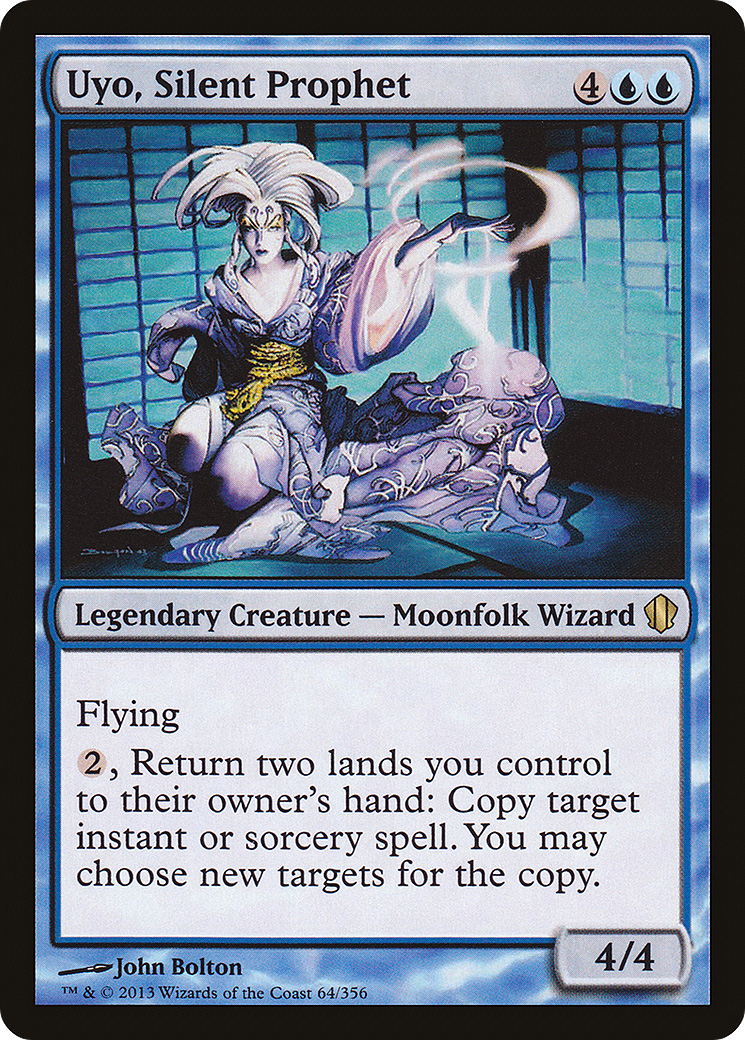 Uyo, Silent Prophet 4
Legendary Creature — Moonfolk Wizard
Flying
2, Return two lands you control
to their owner's hand: Copy target
instant or sorcery spell. You may
choose new targets for the copy.
4/4
John Bolton
™ & © 2013 Wizards of the Coast 64/356